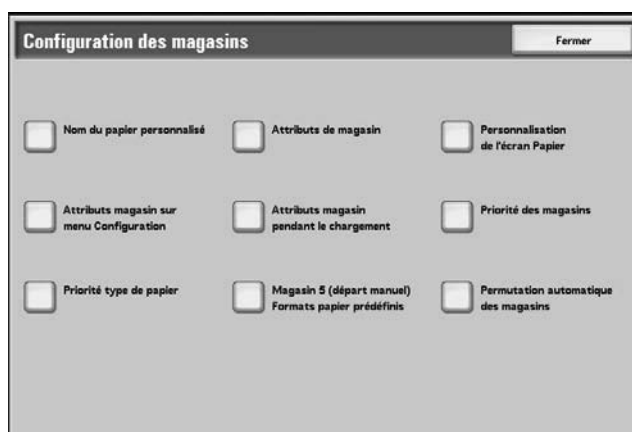 Configuration des magasins
Fermer
Nom du papier personnalisé
Attributs de magasin
Personnalisation
de l'écran Papier
Attributs magasin sur
menu Configuration
Attributs magasin
pendant le chargement
Priorité des magasins
Priorité type de papier
Magasin 5 (départ manuel)
Formats papier prédéfinis
Permutation automatique
des magasins